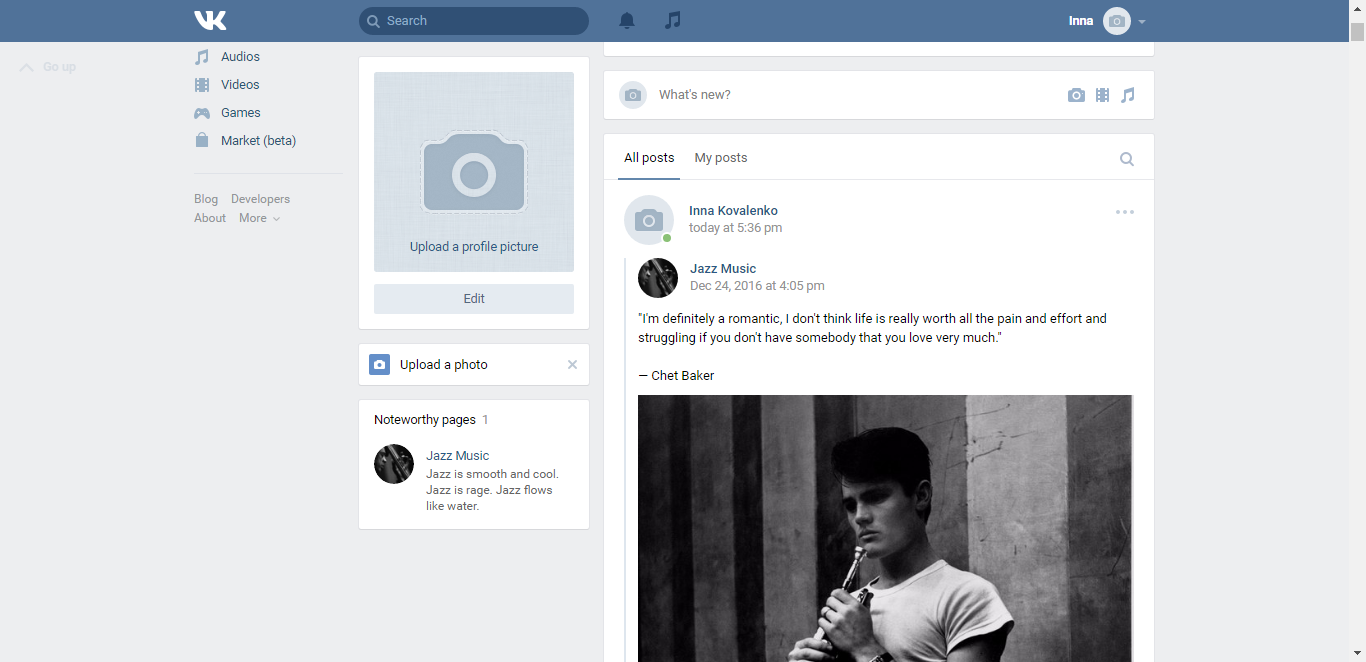 VK
Search
Inna
Go up
Audios
Videos
Games
Market (beta)
Blog Developers
About More
Upload a profile picture
Edit
Upload a photo
Noteworthy pages 1
Jazz Music
Jazz is smooth and cool.
Jazz is rage. Jazz flows
like water.
What's new?
All posts My posts
Inna Kovalenko
today at 5:36 pm
Jazz Music
Dec 24, 2016 at 4:05 pm
"I'm definitely a romantic, I don't think life is really worth all the pain and effort and
struggling if you don't have somebody that you love very much."
— Chet Baker